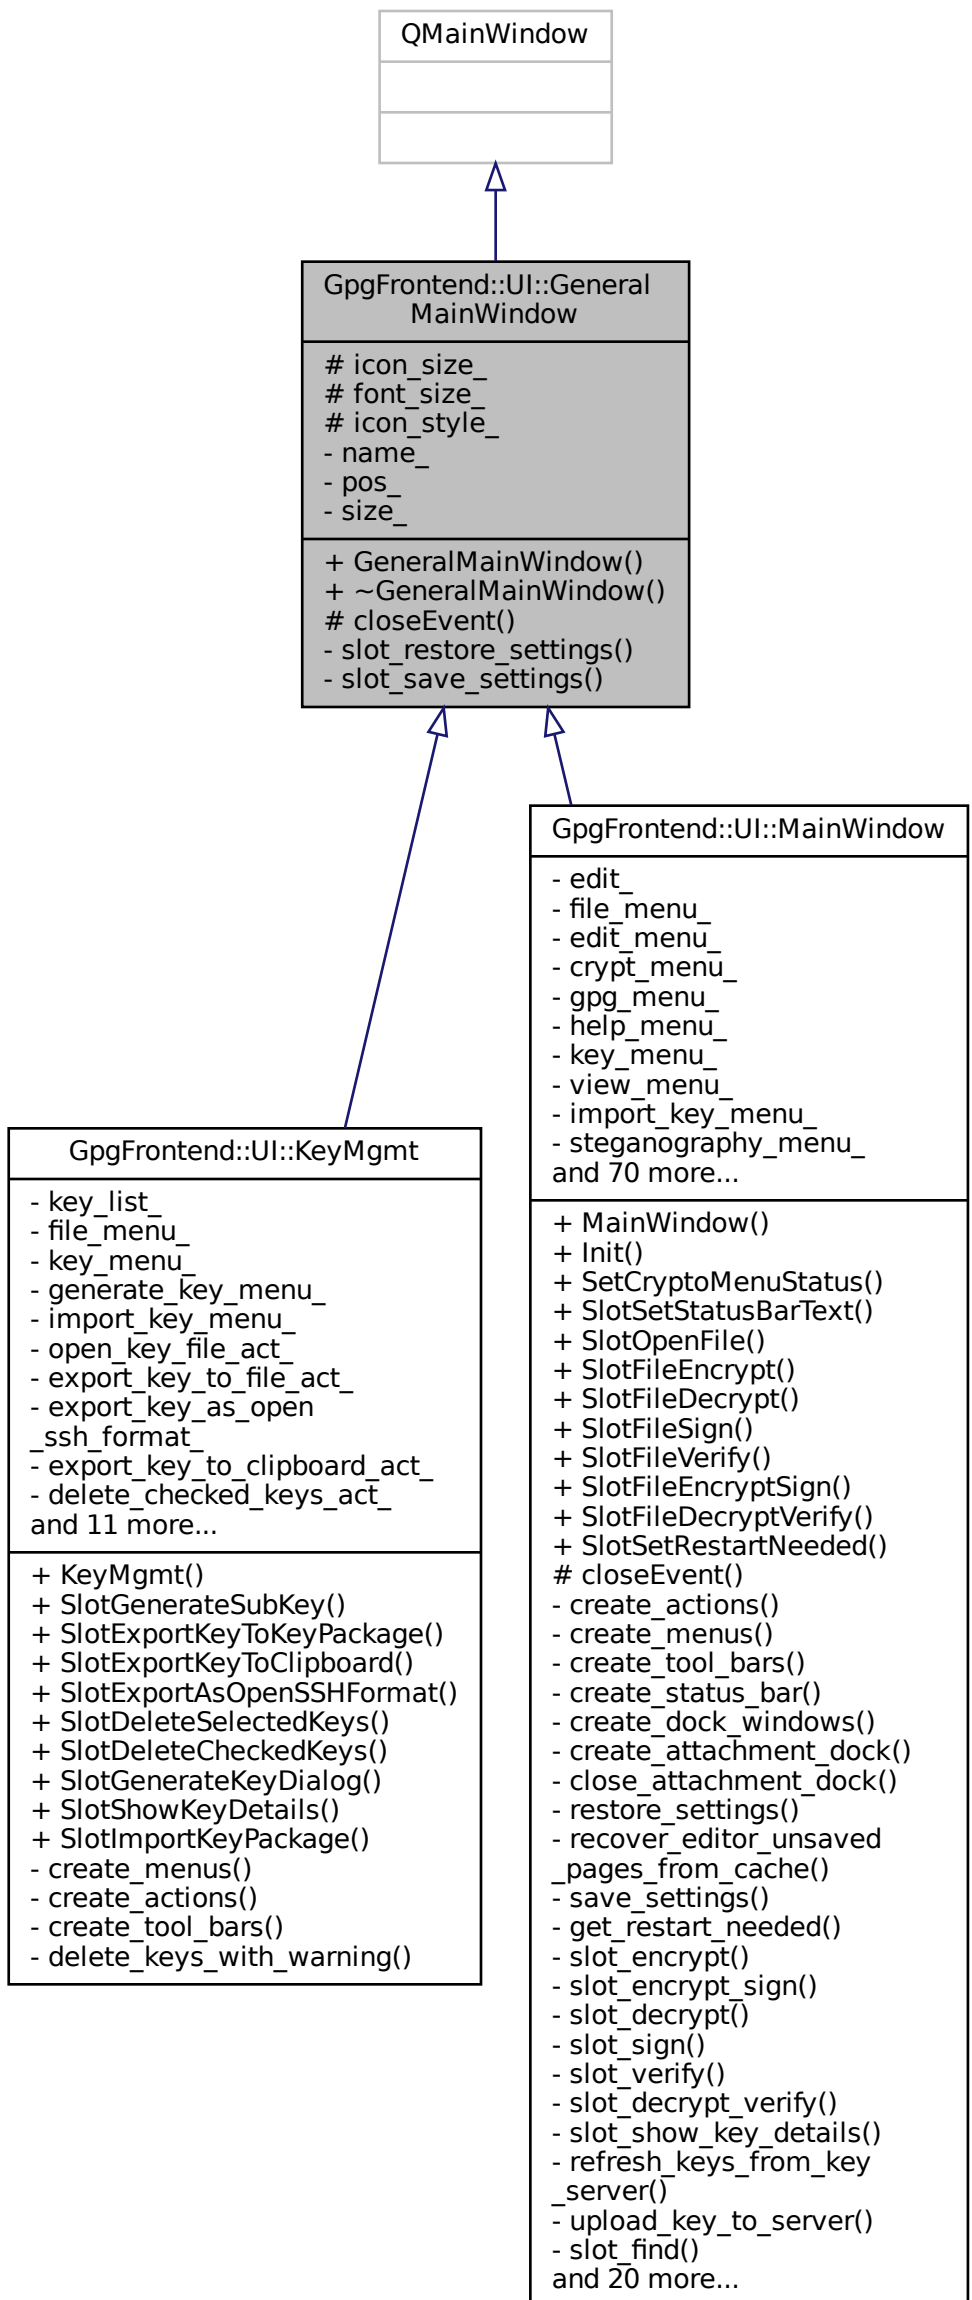 QMainWindow
GpgFrontend::UI::General
MainWindow
# icon_size_
# font_size_
# icon_style_
- name_
- pos_
- size_
+ GeneralMainWindow()
+ ~GeneralMainWindow()
# closeEvent()
- slot_restore_settings()
- slot_save_settings()
GpgFrontend::UI::KeyMgmt
- key_list_
- file_menu_
- key_menu_
- generate_key_menu_
- import_key_menu_
- open_key_file_act_
- export_key_to_file_act_
- export_key_as_open
_ssh_format_
- export_key_to_clipboard_act_
- delete_checked_keys_act_
and 11 more...
+ KeyMgmt()
+ SlotGenerateSubKey()
+ SlotExportKeyToKeyPackage()
+ SlotExportKeyToClipboard()
+ SlotExportAsOpenSSHFormat()
+ SlotDeleteSelectedKeys()
+ SlotDeleteCheckedKeys()
+ SlotGenerateKeyDialog()
+ SlotShowKeyDetails()
+ SlotImportKeyPackage()
- create_menus()
- create_actions()
- create_tool_bars()
- delete_keys_with_warning()
GpgFrontend::UI::MainWindow
- edit_
- file_menu_
- edit_menu_
- crypt_menu_
- gpg_menu_
- help_menu_
- key_menu_
- view_menu_
- import_key_menu_
- steganography_menu_
and 70 more...
+ MainWindow()
+ Init()
+ SetCryptoMenuStatus()
+ SlotSetStatusBarText()
+ SlotOpenFile()
+ SlotFileEncrypt()
+ SlotFileDecrypt()
+ SlotFileSign()
+ SlotFileVerify()
+ SlotFileEncryptSign()
+ SlotFileDecryptVerify()
+ SlotSetRestartNeeded()
# closeEvent()
- create_actions()
- create_menus()
- create_tool_bars()
- create_status_bar()
- create_dock_windows()
- create_attachment_dock()
- close_attachment_dock()
- restore_settings()
- recover_editor_unsaved
_pages_from_cache()
- save_settings()
- get_restart_needed()
- slot_encrypt()
- slot_encrypt_sign()
- slot_decrypt()
- slot_sign()
- slot_verify()
- slot_decrypt_verify()
- slot_show_key_details()
- refresh_keys_from_key
_server()
- upload_key_to_server()
- slot_find()
and 20 more...